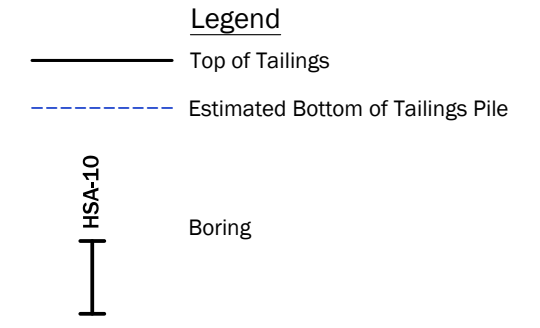 Legend
Top of Tailings
Estimated Bottom of Tailings Pile
HSA-10
Boring